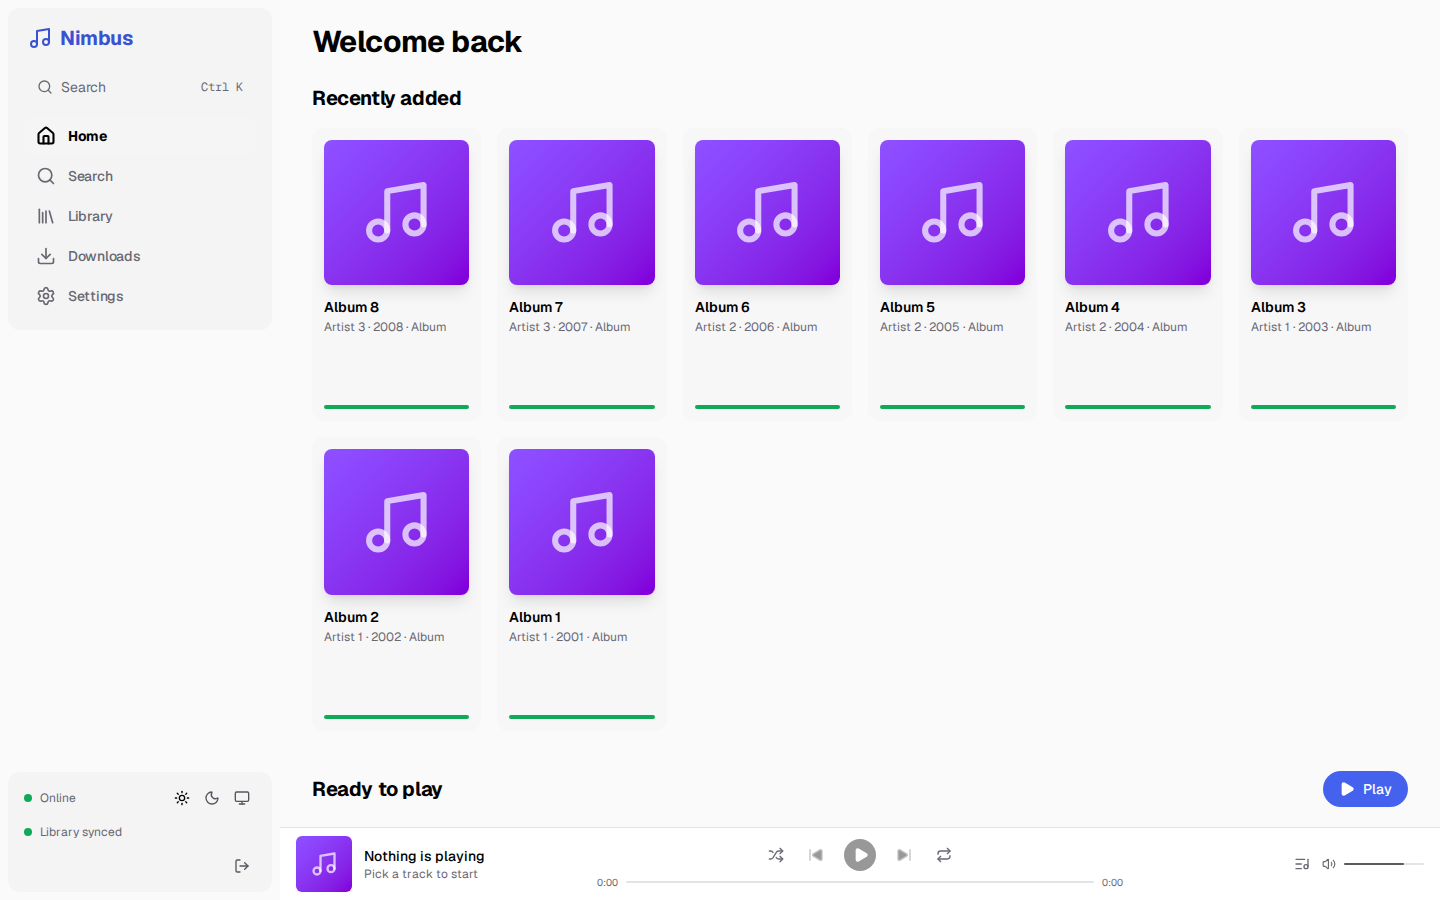 Nimbus
Search Ctrl K
Home
Search
Library
Downloads
Settings
Online
Library synced
Welcome back
Recently added
Album 8
Artist 3 · 2008 · Album
Album 7
Artist 3 · 2007 · Album
Album 6
Artist 2 · 2006 · Album
Album 5
Artist 2 · 2005 · Album
Album 4
Artist 2 · 2004 · Album
Album 3
Artist 1 · 2003 · Album
Album 2
Artist 1 · 2002 · Album
Album 1
Artist 1 · 2001 · Album
Ready to play
Play
Nothing is playing
Pick a track to start
0:00
0:00